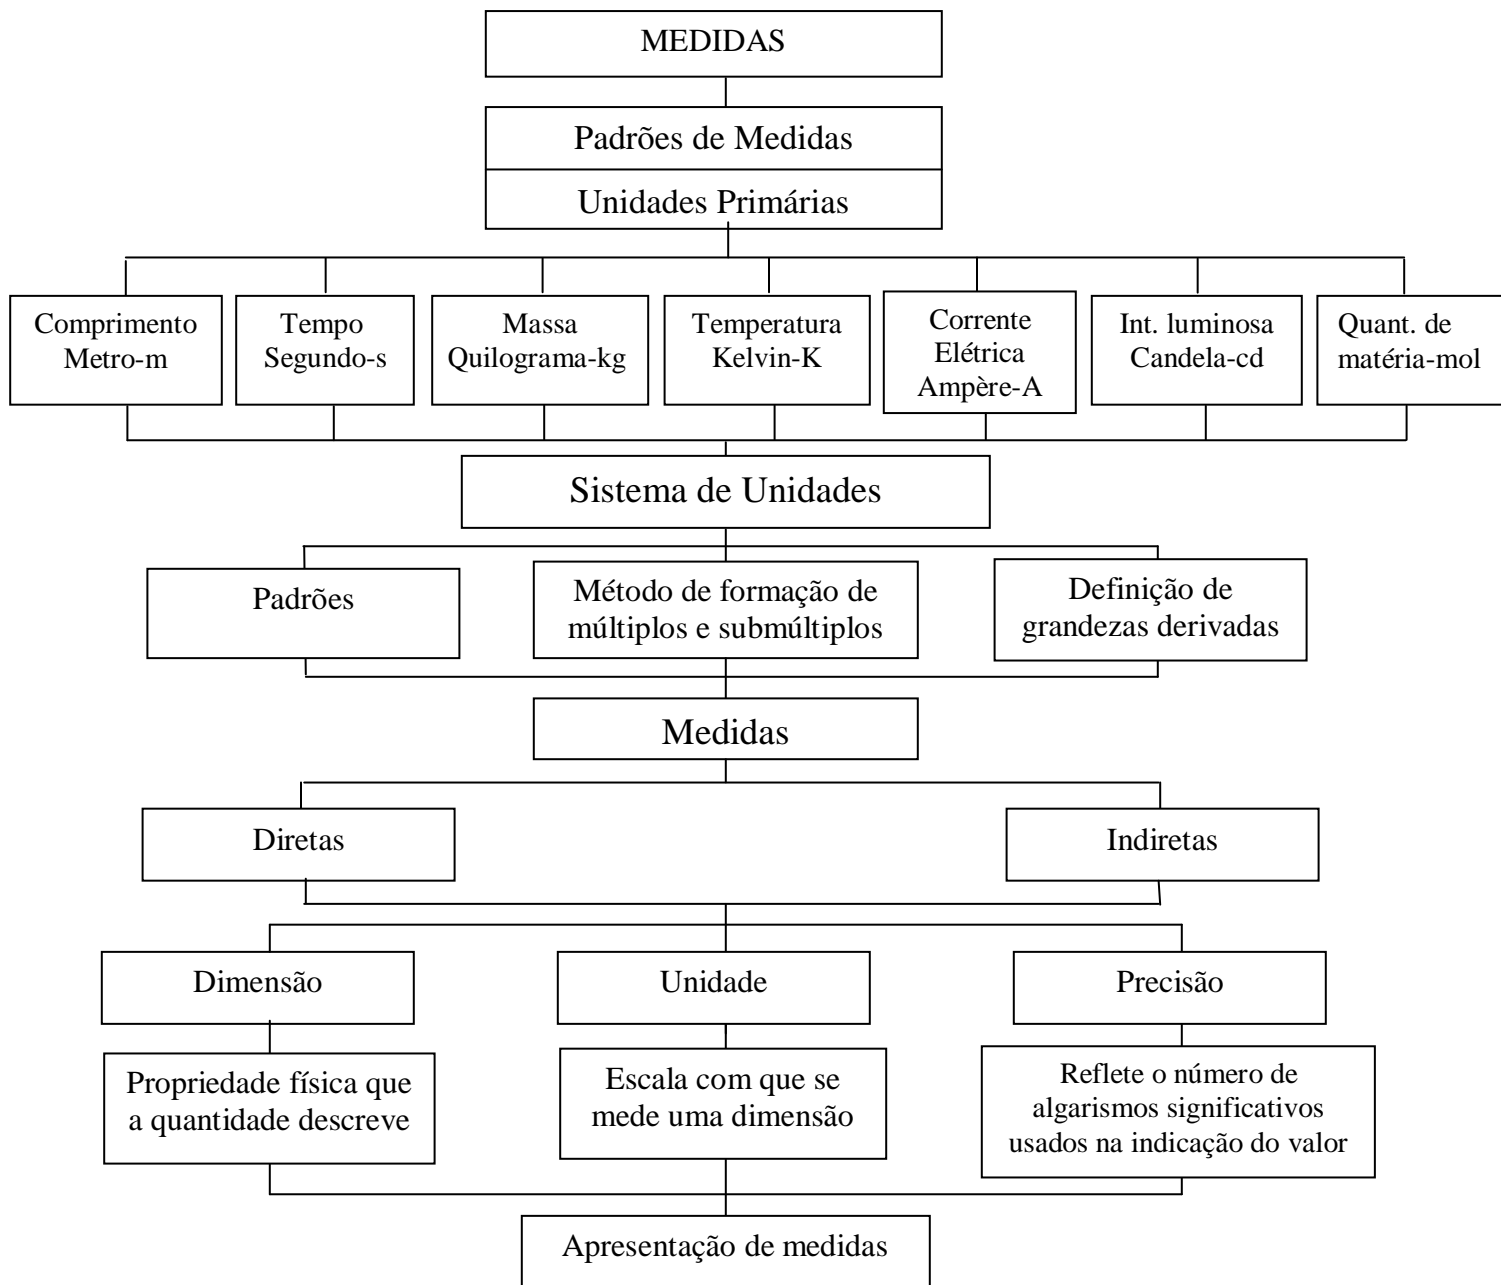 MEDIDAS
Padrões de Medidas
Unidades Primárias
Comprimento
Metro-m
Tempo
Segundo-s
Massa
Quilograma-kg
Temperatura
Kelvin-K
Corrente
Elétrica
Ampère-A
Int. luminosa
Candela-cd
Quant. de
matéria-mol
Sistema de Unidades
Padrões
Método de formação de
múltiplos e submúltiplos
Definição de
grandezas derivadas
Medidas
Diretas
Indiretas
Dimensão
Unidade
Precisão
Propriedade física que
a quantidade descreve
Escala com que se
mede uma dimensão
Reflete o número de
algarismos significativos
usados na indicação do valor
Apresentação de medidas